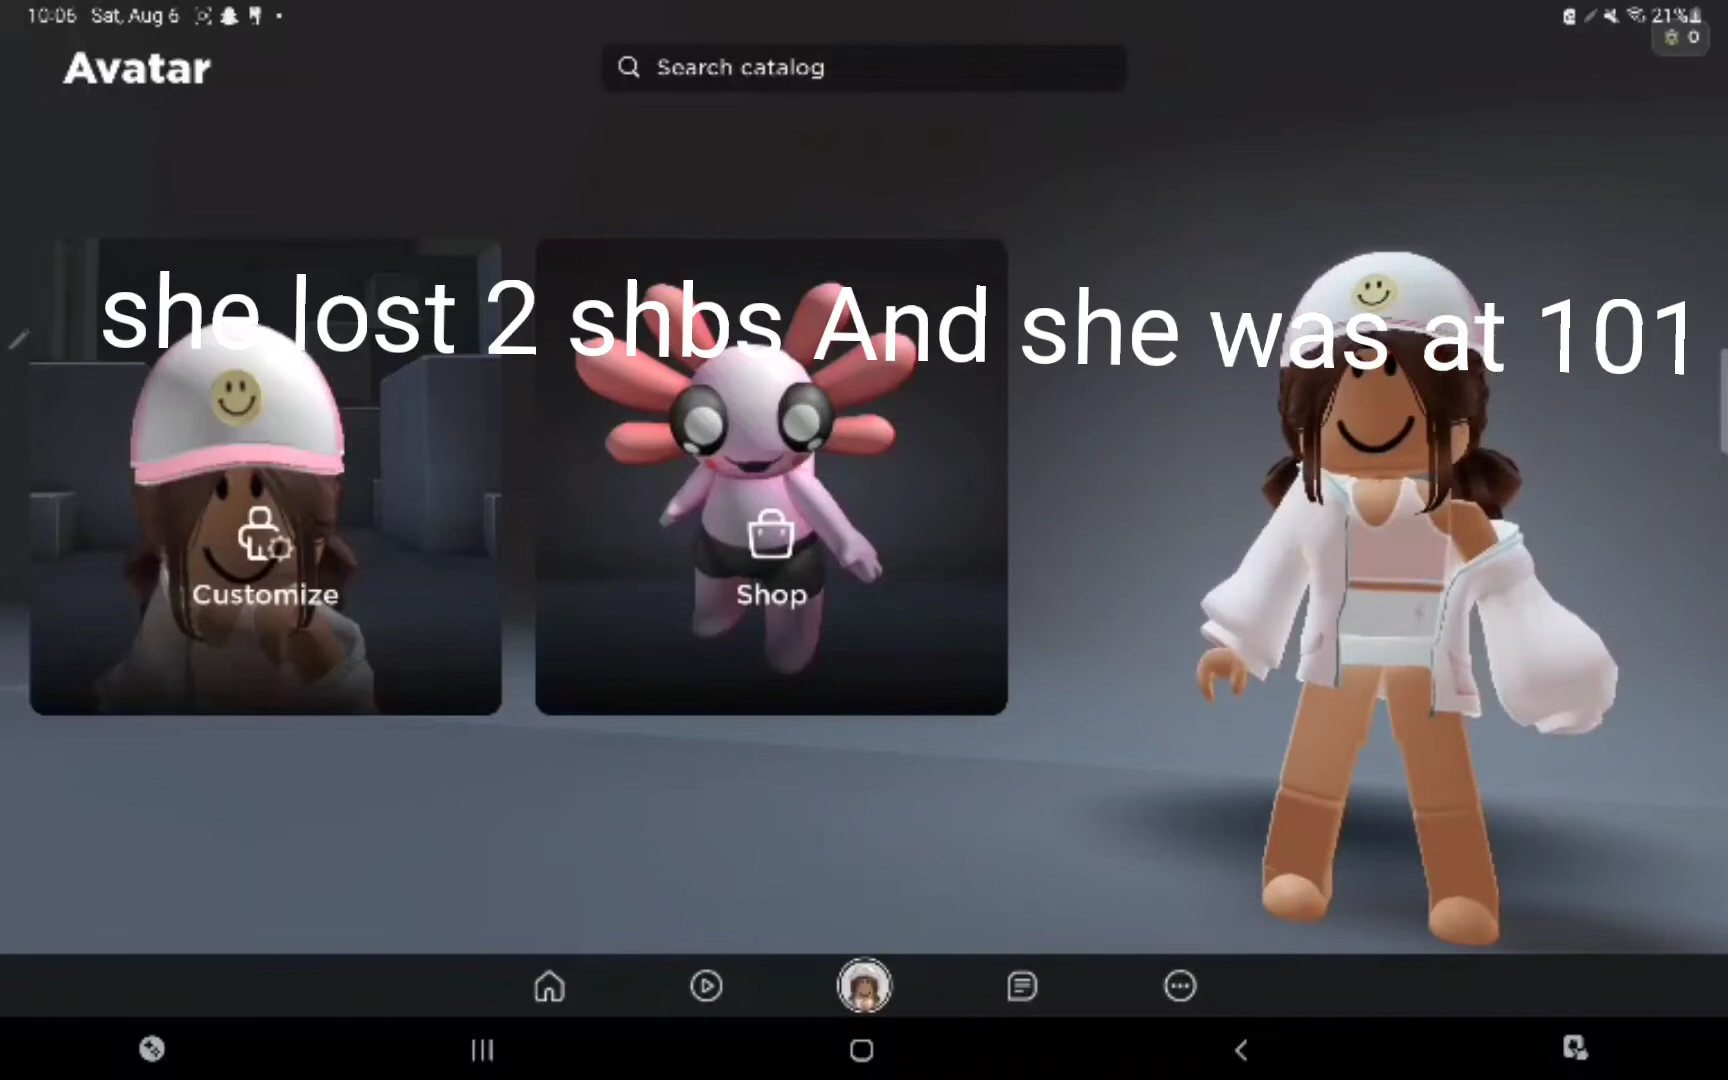 10:06 Sat, Aug 6
21%
0
Avatar
Search catalog
she lost 2 shbs And she was at 101
Customize
Shop